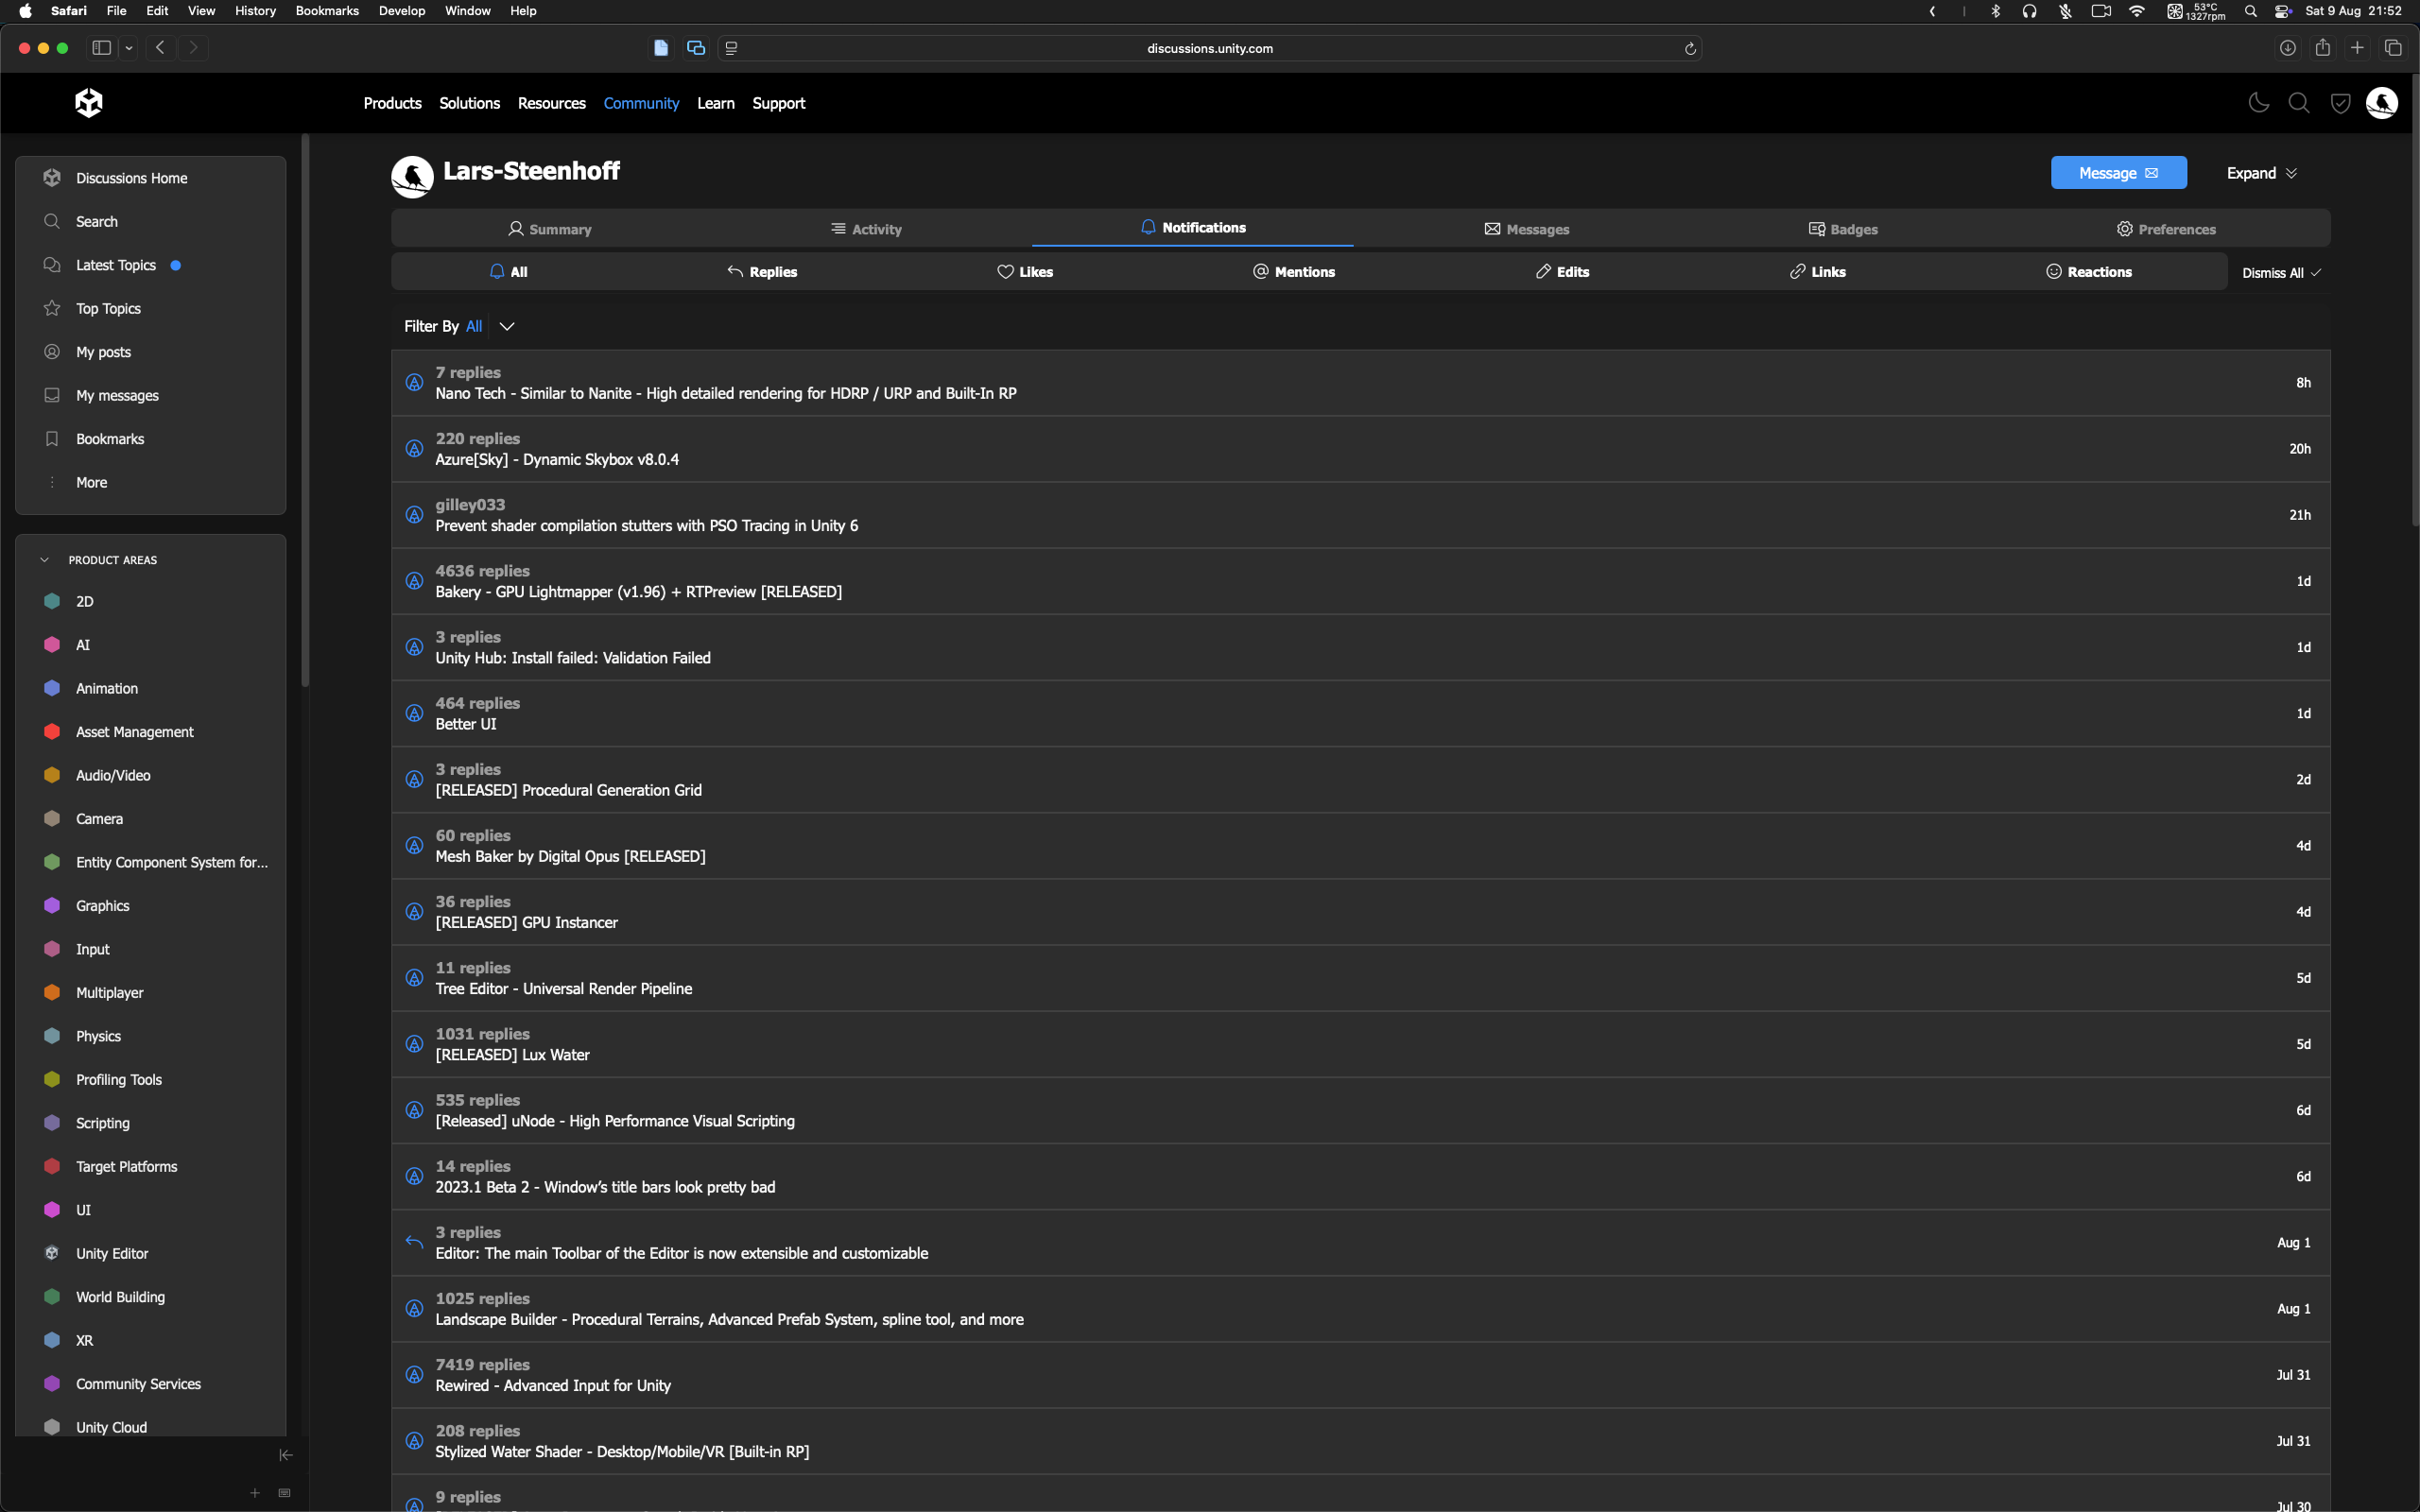 Safari File Edit View History Bookmarks Develop Window Help 53°C 1327rpm Sat 9 Aug 21:52
discussions.unity.com
Products Solutions Resources Community Learn Support
Discussions Home
Search
Latest Topics
Top Topics
My posts
My messages
Bookmarks
More
PRODUCT AREAS
2D
AI
Animation
Asset Management
Audio/Video
Camera
Entity Component System for...
Graphics
Input
Multiplayer
Physics
Profiling Tools
Scripting
Target Platforms
UI
Unity Editor
World Building
XR
Community Services
Unity Cloud
Lars-Steenhoff
Message Expand
Summary Activity Notifications Messages Badges Preferences
All Replies Likes Mentions Edits Links Reactions Dismiss All
Filter By All
7 replies
Nano Tech - Similar to Nanite - High detailed rendering for HDRP / URP and Built-In RP 8h
220 replies
Azure[Sky] - Dynamic Skybox v8.0.4 20h
gilley033
Prevent shader compilation stutters with PSO Tracing in Unity 6 21h
4636 replies
Bakery - GPU Lightmapper (v1.96) + RTPreview [RELEASED] 1d
3 replies
Unity Hub: Install failed: Validation Failed 1d
464 replies
Better UI 1d
3 replies
[RELEASED] Procedural Generation Grid 2d
60 replies
Mesh Baker by Digital Opus [RELEASED] 4d
36 replies
[RELEASED] GPU Instancer 4d
11 replies
Tree Editor - Universal Render Pipeline 5d
1031 replies
[RELEASED] Lux Water 5d
535 replies
[Released] uNode - High Performance Visual Scripting 6d
14 replies
2023.1 Beta 2 - Window’s title bars look pretty bad 6d
3 replies
Editor: The main Toolbar of the Editor is now extensible and customizable Aug 1
1025 replies
Landscape Builder - Procedural Terrains, Advanced Prefab System, spline tool, and more Aug 1
7419 replies
Rewired - Advanced Input for Unity Jul 31
208 replies
Stylized Water Shader - Desktop/Mobile/VR [Built-in RP] Jul 31
9 replies
Jul 30